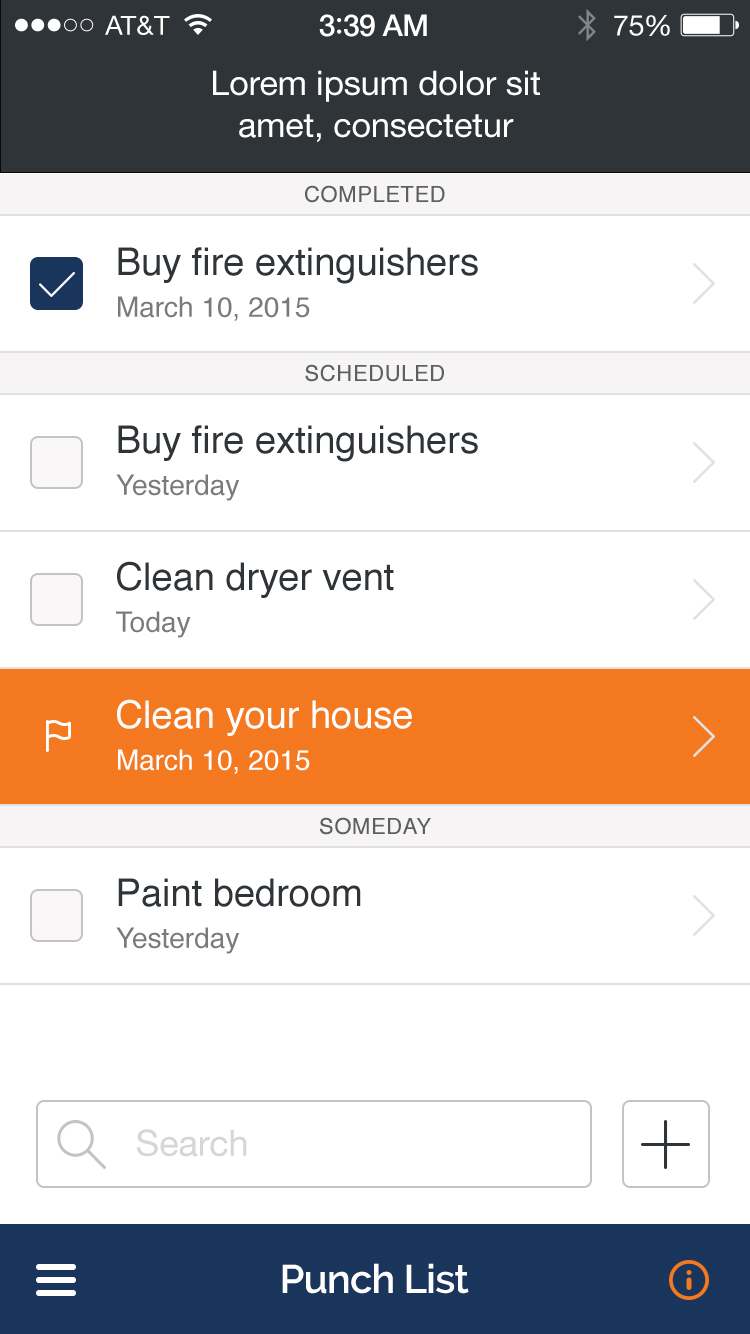 AT&T 3:39 AM 75%
Lorem ipsum dolor sit
amet, consectetur
COMPLETED
Buy fire extinguishers
March 10, 2015
SCHEDULED
Buy fire extinguishers
Yesterday
Clean dryer vent
Today
Clean your house
March 10, 2015
SOMEDAY
Paint bedroom
Yesterday
Search
Punch List